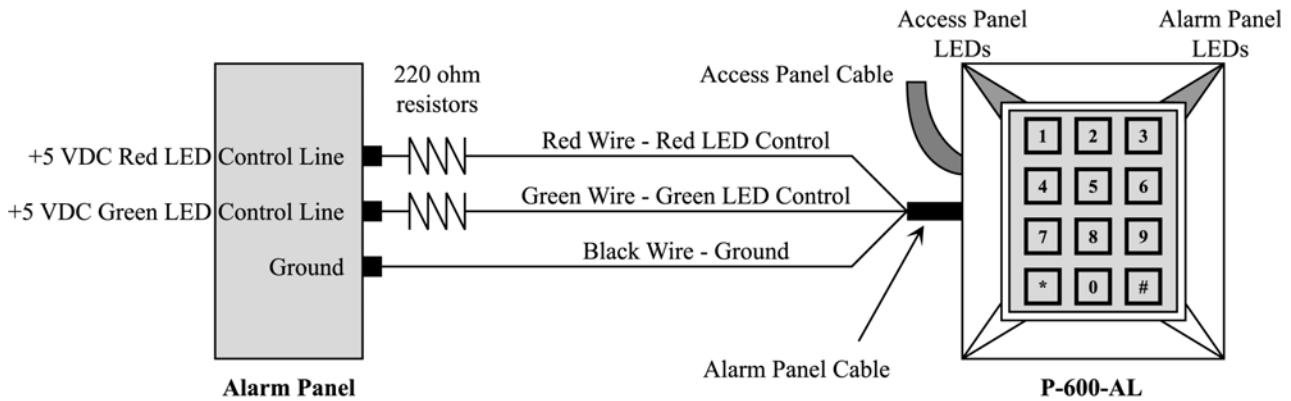 Access Panel
LEDs
Alarm Panel
LEDs
220 ohm
resistors
Access Panel Cable
+5 VDC Red LED Control Line
Red Wire - Red LED Control
+5 VDC Green LED Control Line
Green Wire - Green LED Control
Ground
Black Wire - Ground
1 2 3
4 5 6
7 8 9
* 0 #
Alarm Panel Cable
Alarm Panel
P-600-AL